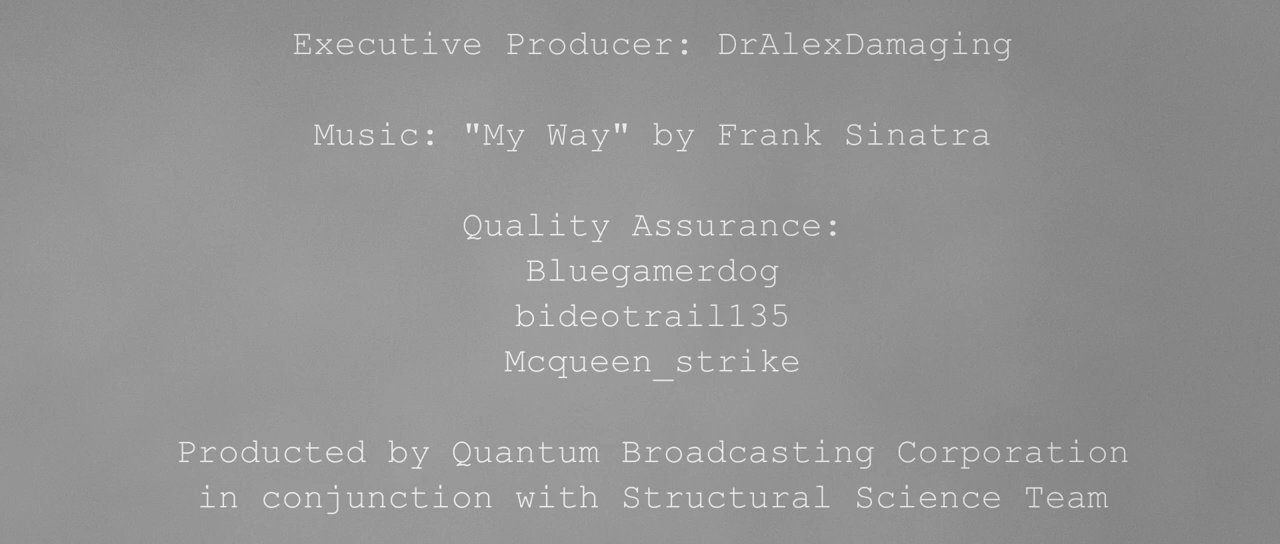 Executive Producer: DrAlexDamaging
Music: "My Way" by Frank Sinatra
Quality Assurance:
Bluegamerdog
bideotrail135
Mcqueen_strike
Producted by Quantum Broadcasting Corporation
in conjunction with Structural Science Team